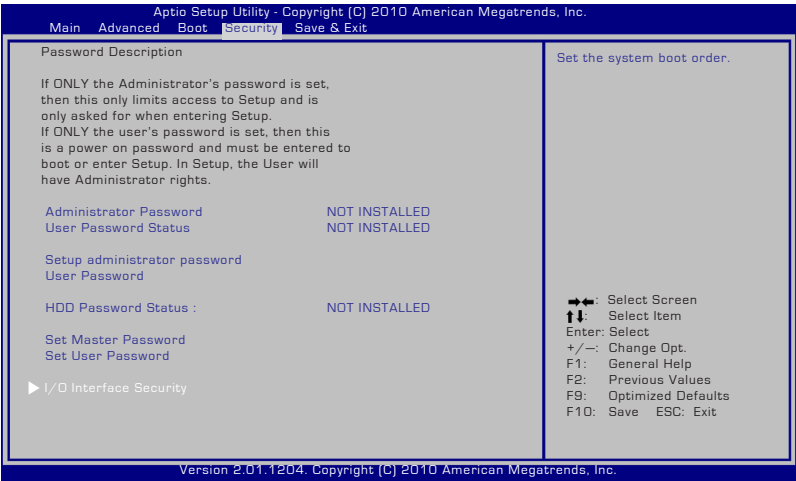 Aptio Setup Utility - Copyright (C) 2010 American Megatrends, Inc.
Main Advanced Boot Security Save & Exit
Password Description
If ONLY the Administrator's password is set,
then this only limits access to Setup and is
only asked for when entering Setup.
If ONLY the user's password is set, then this
is a power on password and must be entered to
boot or enter Setup. In Setup, the User will
have Administrator rights.
Administrator Password NOT INSTALLED
User Password Status NOT INSTALLED
Setup administrator password
User Password
HDD Password Status : NOT INSTALLED
Set Master Password
Set User Password
I/O Interface Security
Set the system boot order.
→←: Select Screen
↑↓: Select Item
Enter: Select
+/—: Change Opt.
F1: General Help
F2: Previous Values
F9: Optimized Defaults
F10: Save ESC: Exit
Version 2.01.1204. Copyright (C) 2010 American Megatrends, Inc.